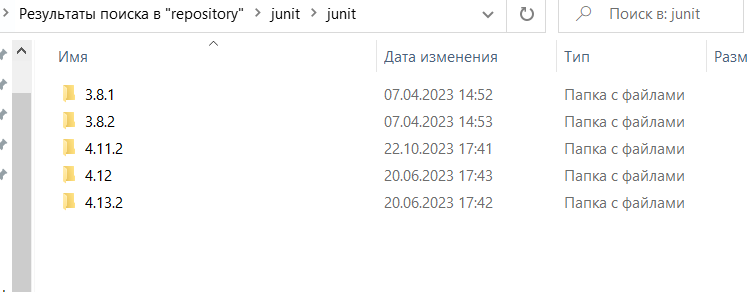 Результаты поиска в "repository" > junit > junit
Поиск в: junit
Имя Дата изменения Тип Разм
3.8.1 07.04.2023 14:52 Папка с файлами
3.8.2 07.04.2023 14:53 Папка с файлами
4.11.2 22.10.2023 17:41 Папка с файлами
4.12 20.06.2023 17:43 Папка с файлами
4.13.2 20.06.2023 17:42 Папка с файлами